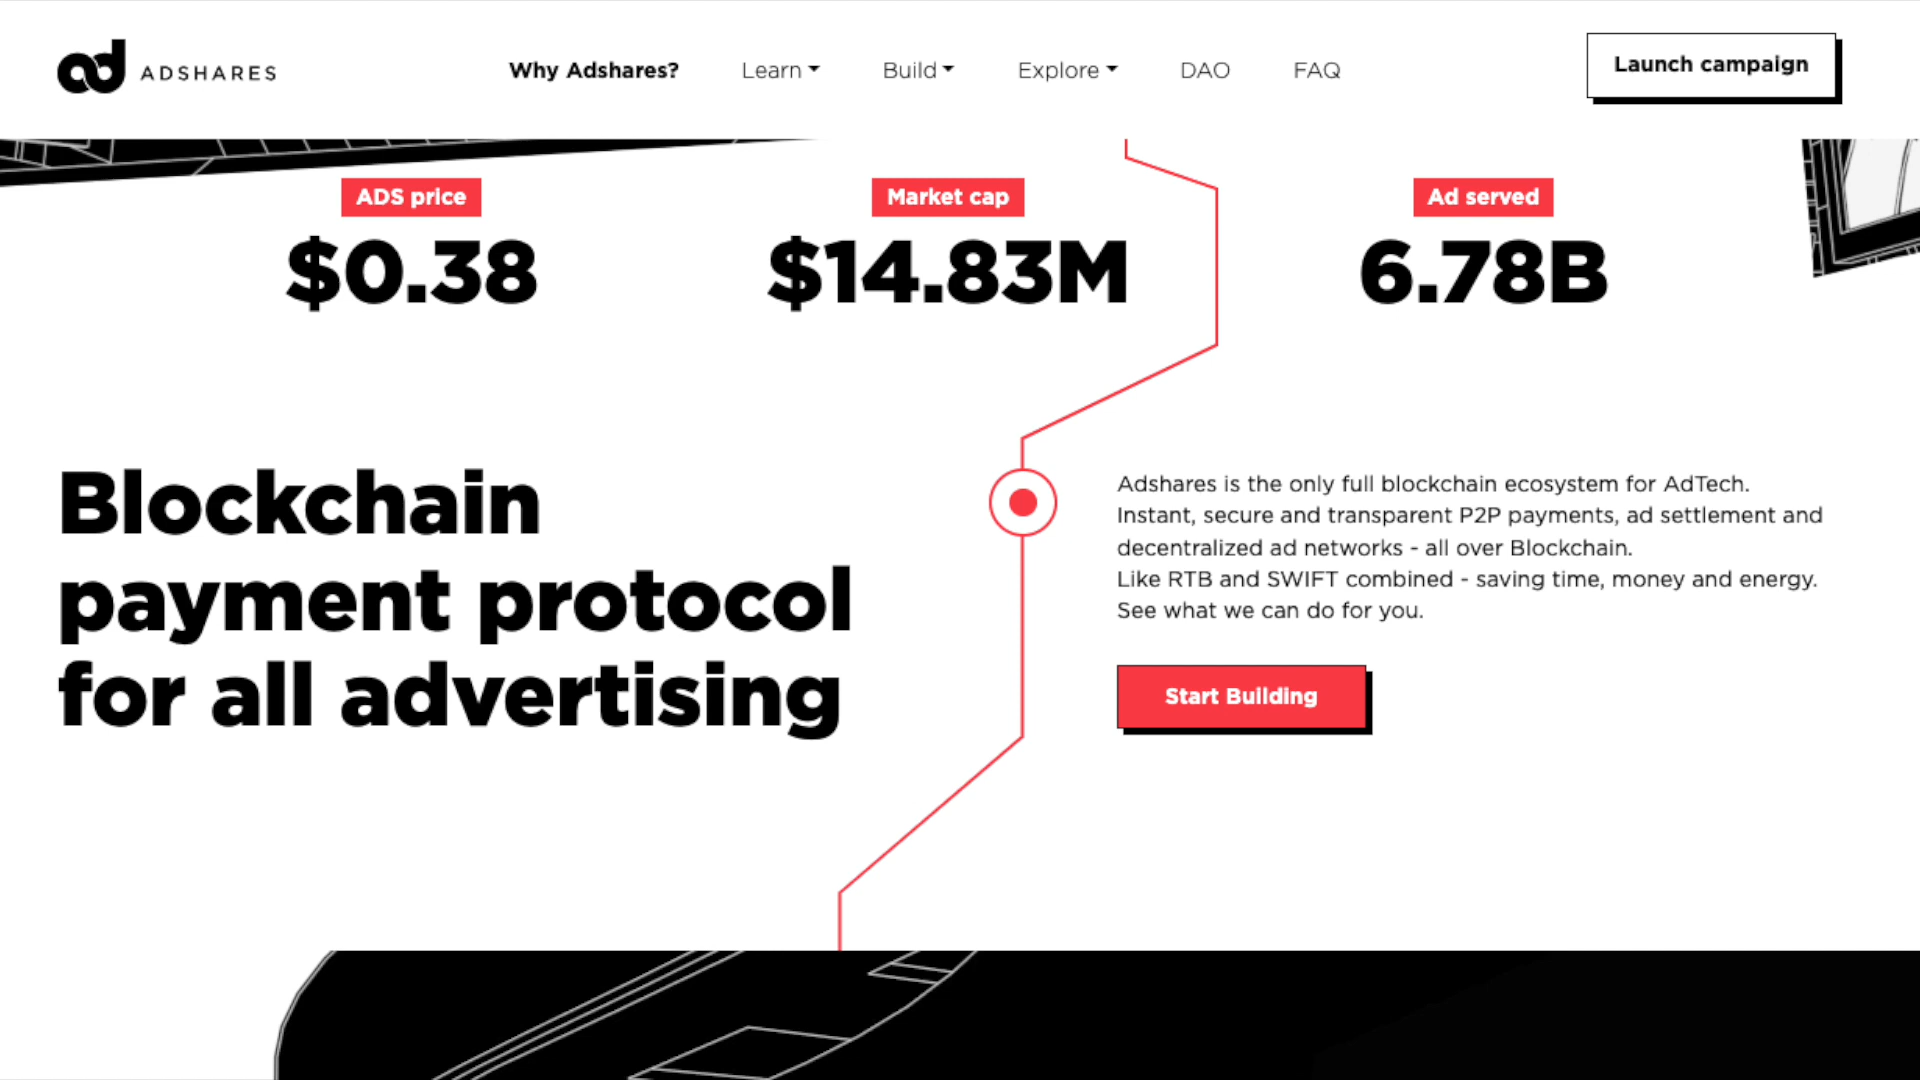 ad ADSHARES
Why Adshares? Learn Build Explore DAO FAQ
Launch campaign
ADS price
$0.38
Market cap
$14.83M
Ad served
6.78B
Blockchain
payment protocol
for all advertising
Adshares is the only full blockchain ecosystem for AdTech.
Instant, secure and transparent P2P payments, ad settlement and
decentralized ad networks - all over Blockchain.
Like RTB and SWIFT combined - saving time, money and energy.
See what we can do for you.
Start Building